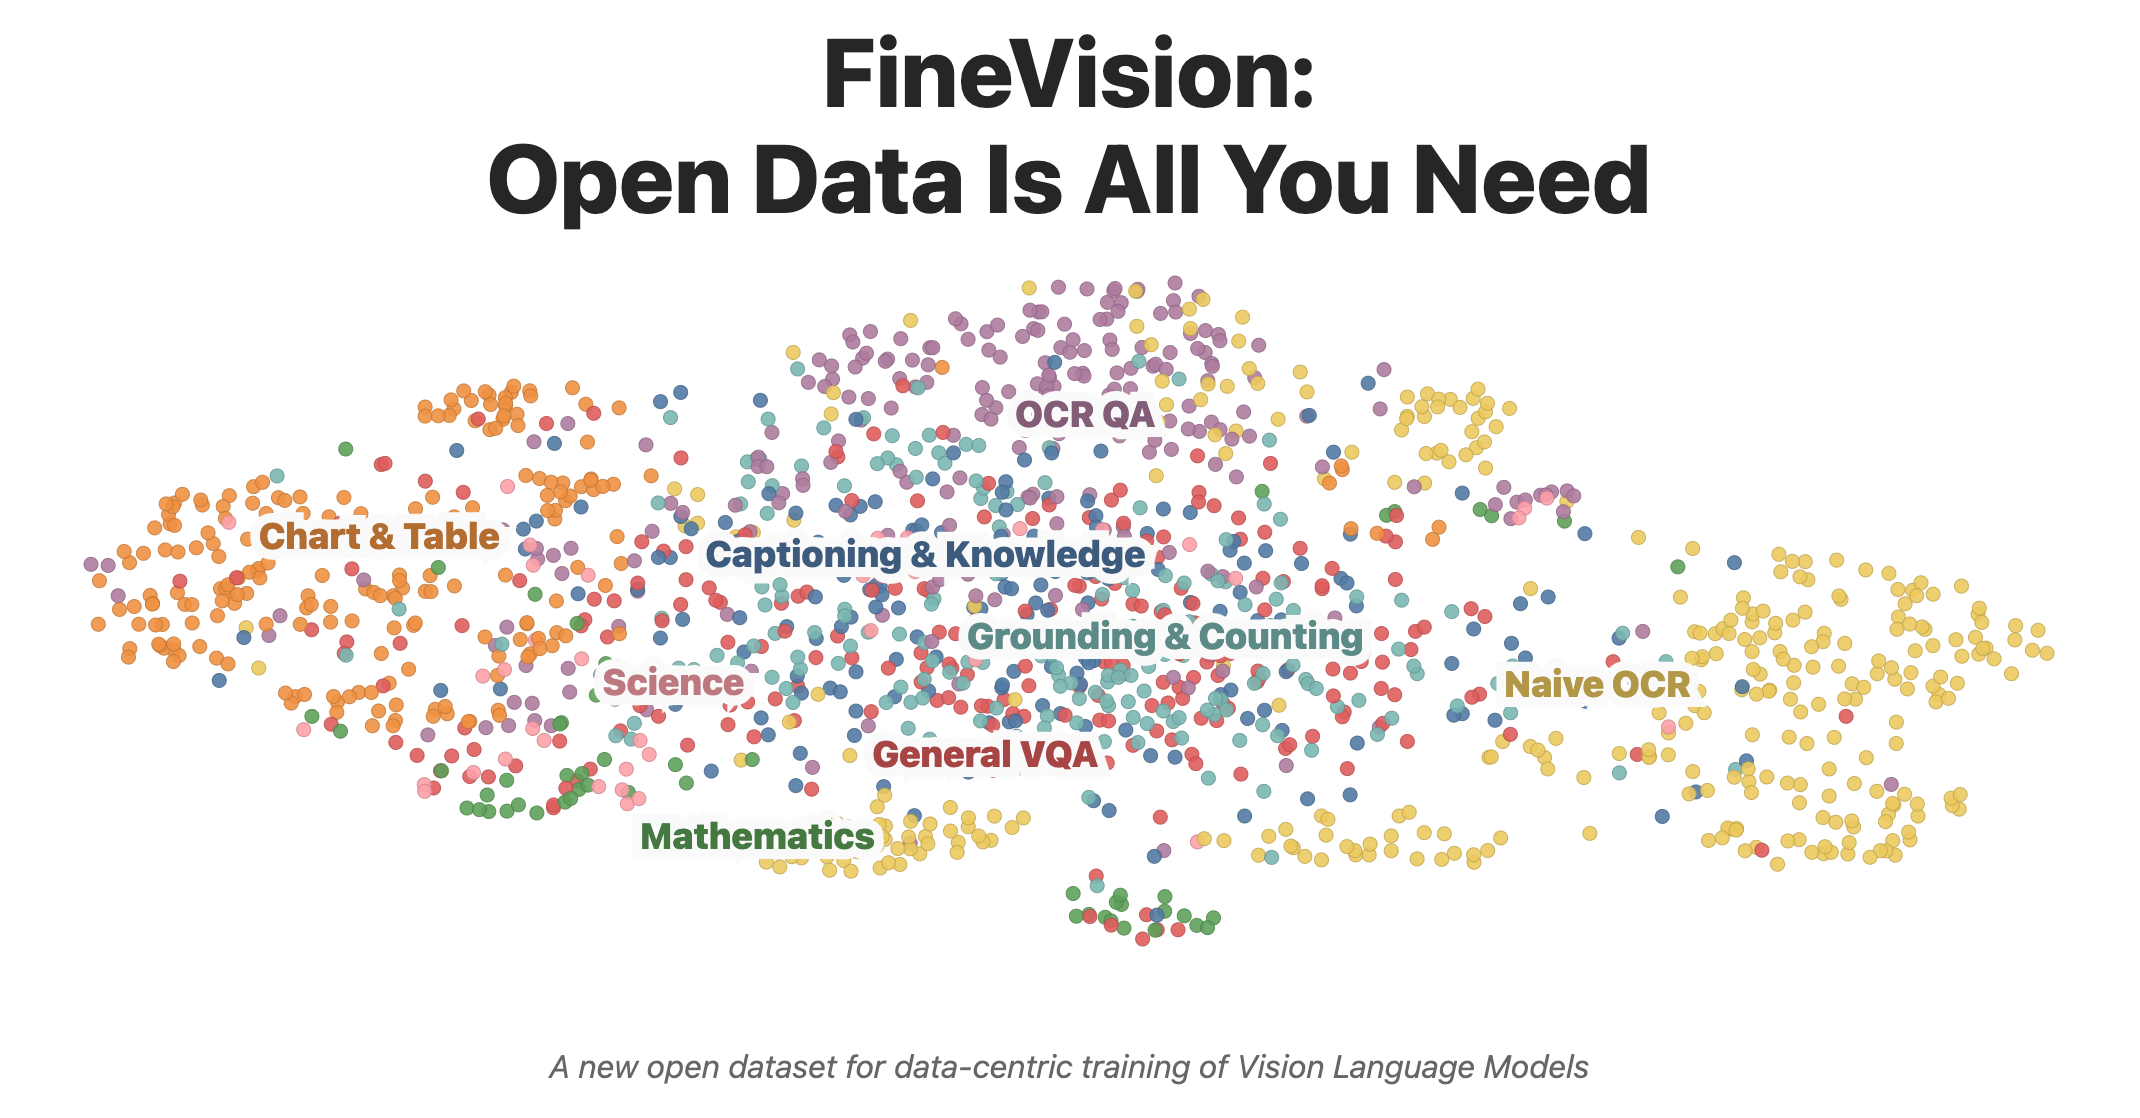 FineVision:
Open Data Is All You Need
OCR QA
Chart & Table
Captioning & Knowledge
Grounding & Counting
Science
Naive OCR
General VQA
Mathematics
A new open dataset for data-centric training of Vision Language Models